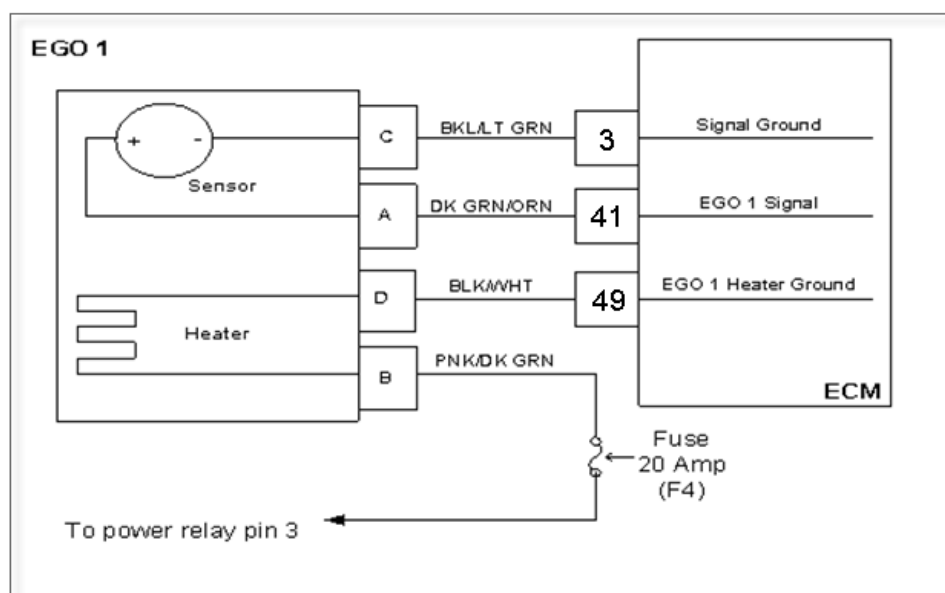 EGO 1
C
BKL/LT GRN
3
Signal Ground
Sensor
A
DK GRN/ORN
41
EGO 1 Signal
D
BLK/WHT
49
EGO 1 Heater Ground
Heater
B
PNK/DK GRN
ECM
Fuse
20 Amp
(F4)
To power relay pin 3